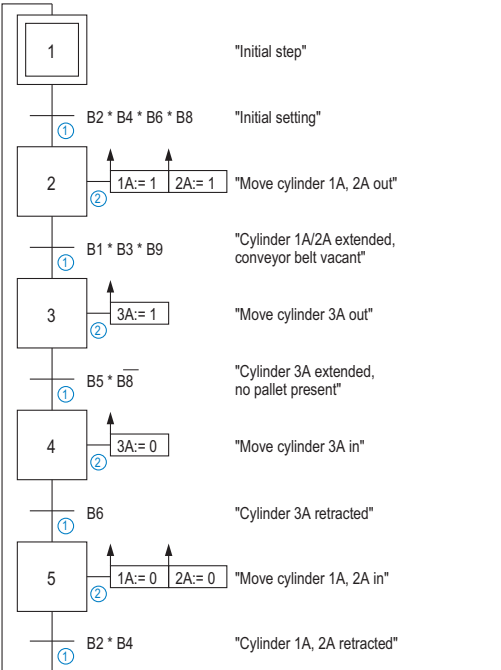 1
"Initial step"
B2 * B4 * B6 * B8
"Initial setting"
1
2
1A:= 1
2A:= 1
"Move cylinder 1A, 2A out"
2
B1 * B3 * B9
"Cylinder 1A/2A extended,
conveyor belt vacant"
1
3
3A:= 1
"Move cylinder 3A out"
2
B5 * B̅8̅
"Cylinder 3A extended,
no pallet present"
1
4
3A:= 0
"Move cylinder 3A in"
2
B6
"Cylinder 3A retracted"
1
5
1A:= 0
2A:= 0
"Move cylinder 1A, 2A in"
2
B2 * B4
"Cylinder 1A, 2A retracted"
1